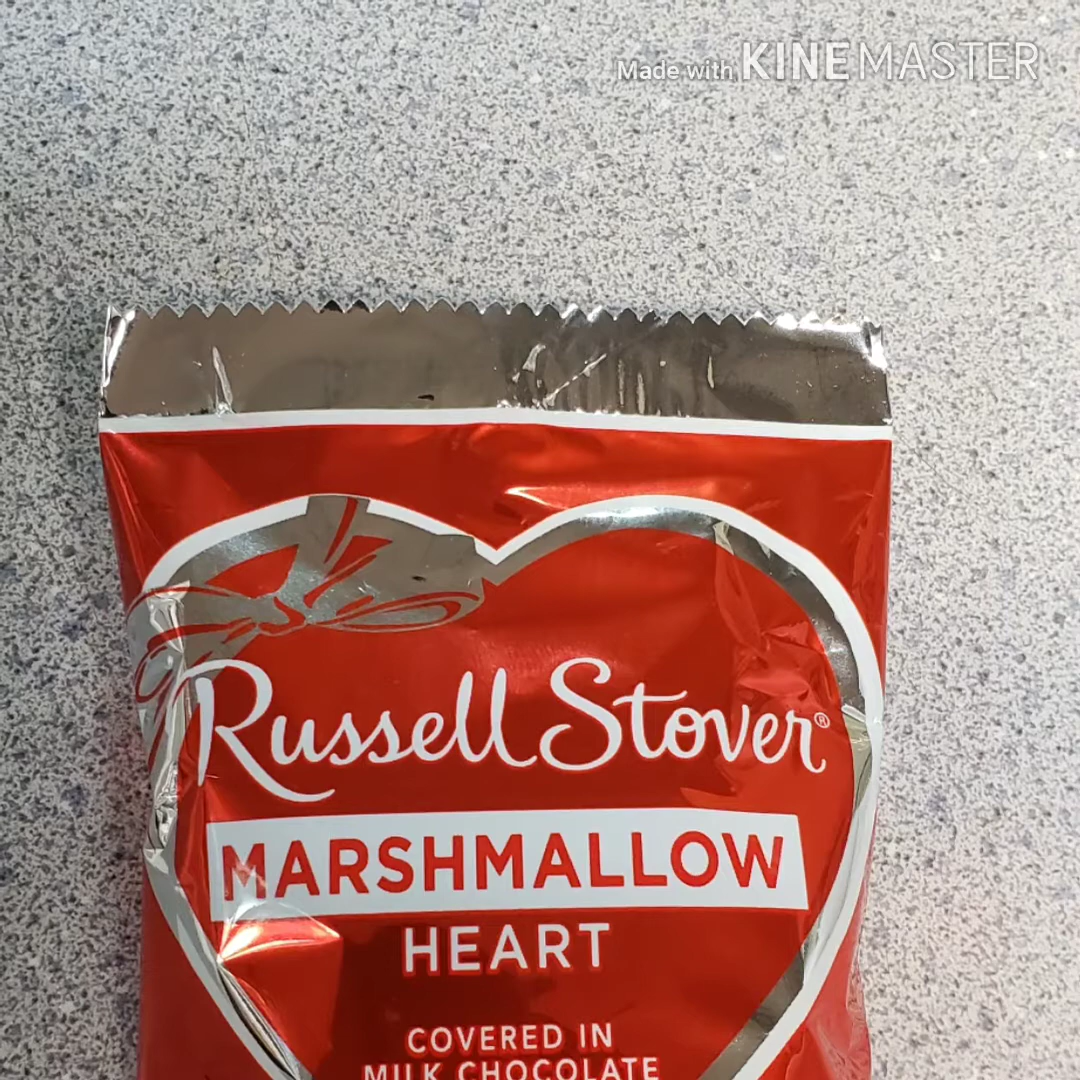 Made with KINEMASTER
Russell Stover®
MARSHMALLOW
HEART
COVERED IN
MILK CHOCOLATE